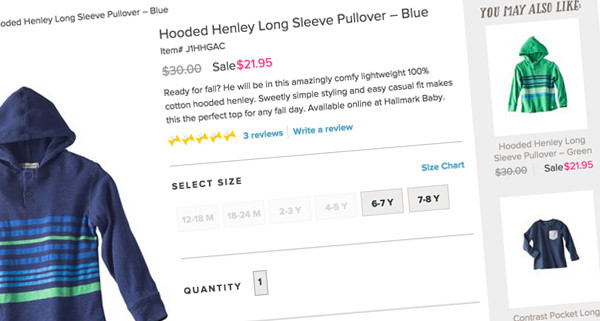 oded Henley Long Sleeve Pullover – Blue
Hooded Henley Long Sleeve Pullover – Blue
Item# J1HHGAC
$30.00 Sale $21.95
Ready for fall? He will be in this amazingly comfy lightweight 100%
cotton hooded henley. Sweetly simple styling and easy casual fit makes
this the perfect top for any fall day. Available online at Hallmark Baby.
3 reviews Write a review
SELECT SIZE
Size Chart
12-18 M 18-24 M 2-3 Y 4-5 Y 6-7 Y 7-8 Y
QUANTITY 1
YOU MAY ALSO LIKE:
Hooded Henley Long
Sleeve Pullover – Green
$30.00 Sale $21.95
Contrast Pocket Long